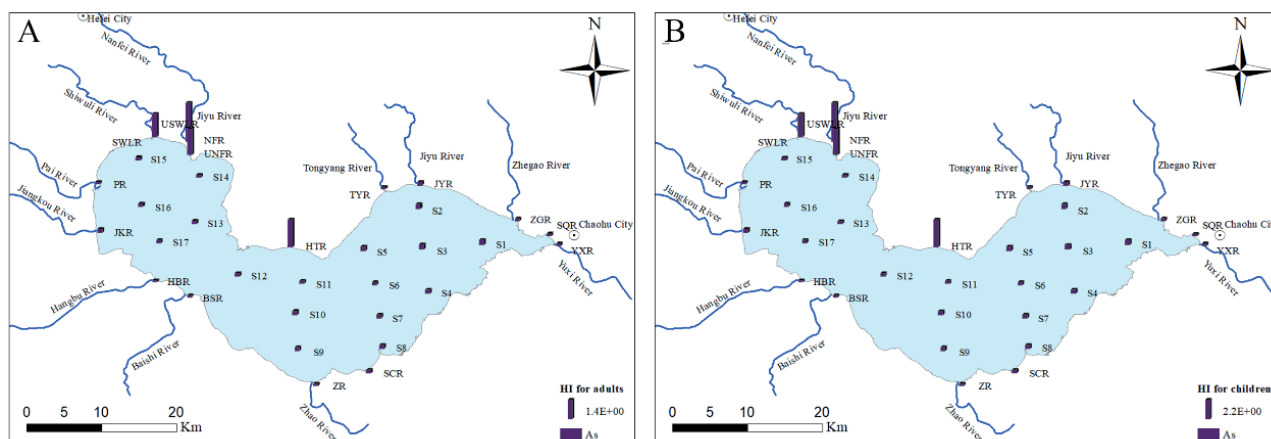 A
Hefei City
Nanfei River
N
Shiwuli River
Jiyu River
USWLR
SWLR
NFR
UNFR
Pai River
S15
S14
PR
Jiangkou River
S16
S13
JKR
S17
Tongyang River
Jiyu River
Zhegao River
TYR
JYR
S2
ZGR
SQR
Chaohu City
HTR
S5
S3
S1
YXR
Yuxi River
Hangbu River
HBR
S12
S11
S6
S4
BSR
S10
S7
Baishi River
S9
S8
SCR
ZR
Zhao River
HI for adults
1.4E+00
As
0 5 10 20
Km
B
Hefei City
Nanfei River
N
Shiwuli River
Jiyu River
USWLR
SWLR
NFR
UNFR
Pai River
S15
S14
PR
Jiangkou River
S16
S13
JKR
S17
Tongyang River
Jiyu River
Zhegao River
TYR
JYR
S2
ZGR
SQR
Chaohu City
HTR
S5
S3
S1
YXR
Yuxi River
Hangbu River
HBR
S12
S11
S6
S4
BSR
S10
S7
Baishi River
S9
S8
SCR
ZR
Zhao River
HI for children
2.2E+00
As
0 5 10 20
Km